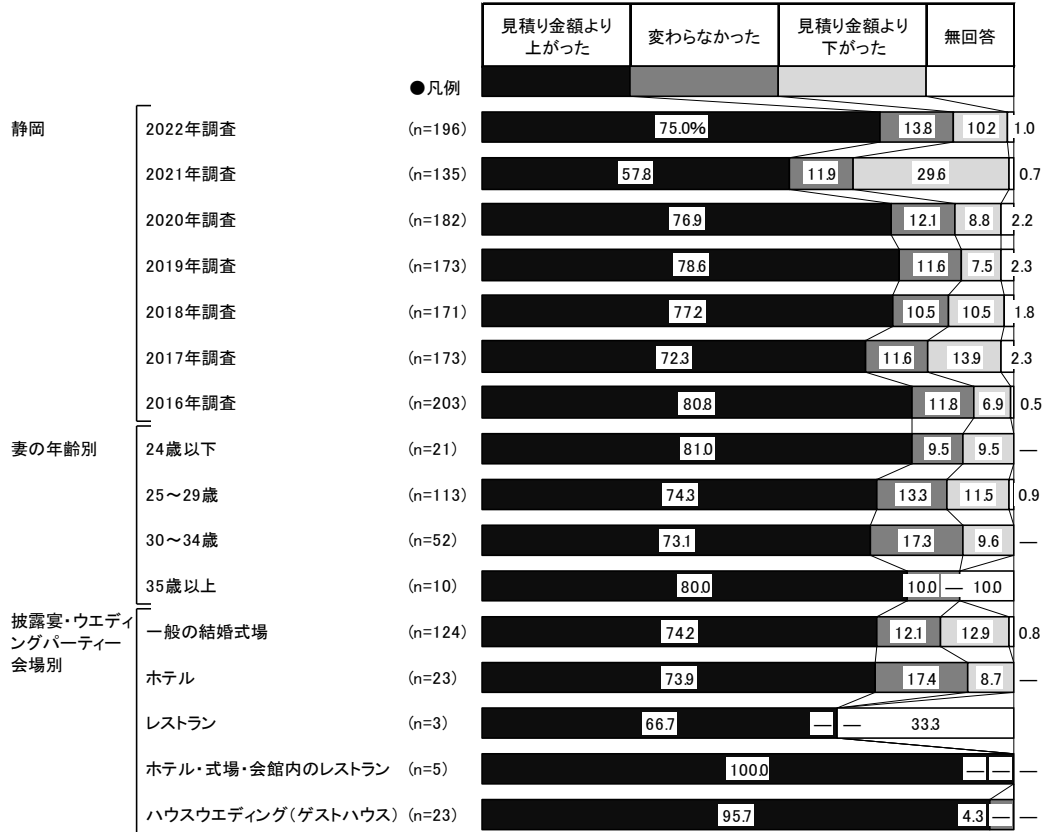 見積り金額より
上がった
変わらなかった
見積り金額より
下がった
無回答
●凡例
静岡
2022年調査 (n=196) 75.0% 13.8 10.2 1.0
2021年調査 (n=135) 57.8 11.9 29.6 0.7
2020年調査 (n=182) 76.9 12.1 8.8 2.2
2019年調査 (n=173) 78.6 11.6 7.5 2.3
2018年調査 (n=171) 77.2 10.5 10.5 1.8
2017年調査 (n=173) 72.3 11.6 13.9 2.3
2016年調査 (n=203) 80.8 11.8 6.9 0.5
妻の年齢別
24歳以下 (n=21) 81.0 9.5 9.5 —
25~29歳 (n=113) 74.3 13.3 11.5 0.9
30~34歳 (n=52) 73.1 17.3 9.6 —
35歳以上 (n=10) 80.0 10.0 — 10.0
披露宴・ウエディ
ングパーティー
会場別
一般の結婚式場 (n=124) 74.2 12.1 12.9 0.8
ホテル (n=23) 73.9 17.4 8.7 —
レストラン (n=3) 66.7 — — 33.3
ホテル・式場・会館内のレストラン (n=5) 100.0 — — —
ハウスウエディング(ゲストハウス) (n=23) 95.7 4.3 — —